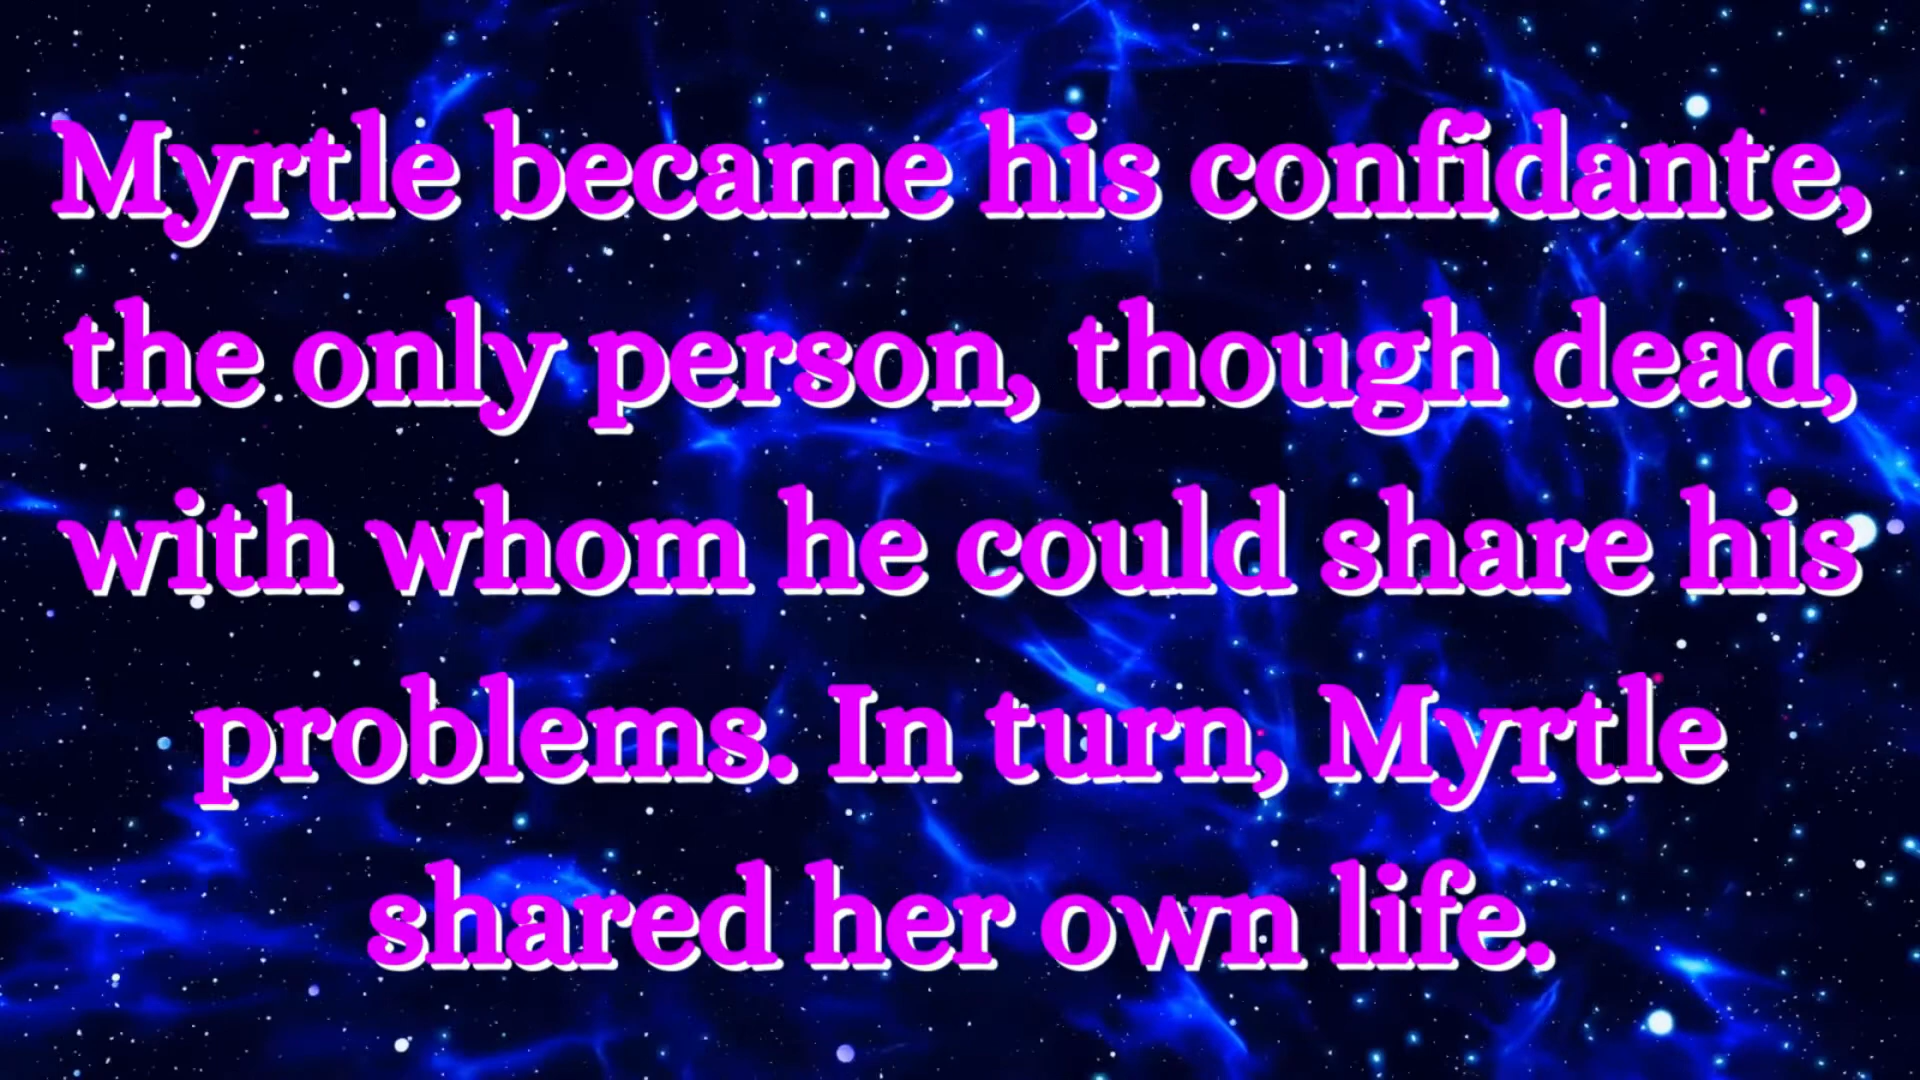 Myrtle became his confidante,
the only person, though dead,
with whom he could share his
problems. In turn, Myrtle
shared her own life.